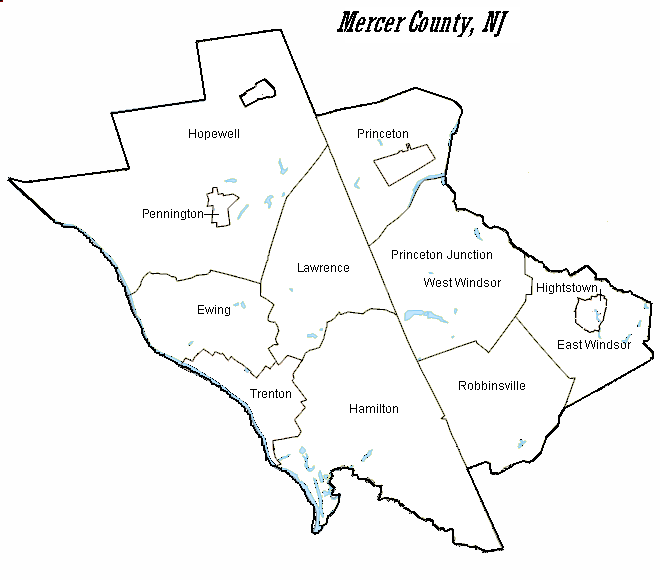 Mercer County, NJ
Hopewell
Princeton
Pennington
Princeton Junction
Lawrence
West Windsor
Hightstown
Ewing
East Windsor
Robbinsville
Trenton
Hamilton